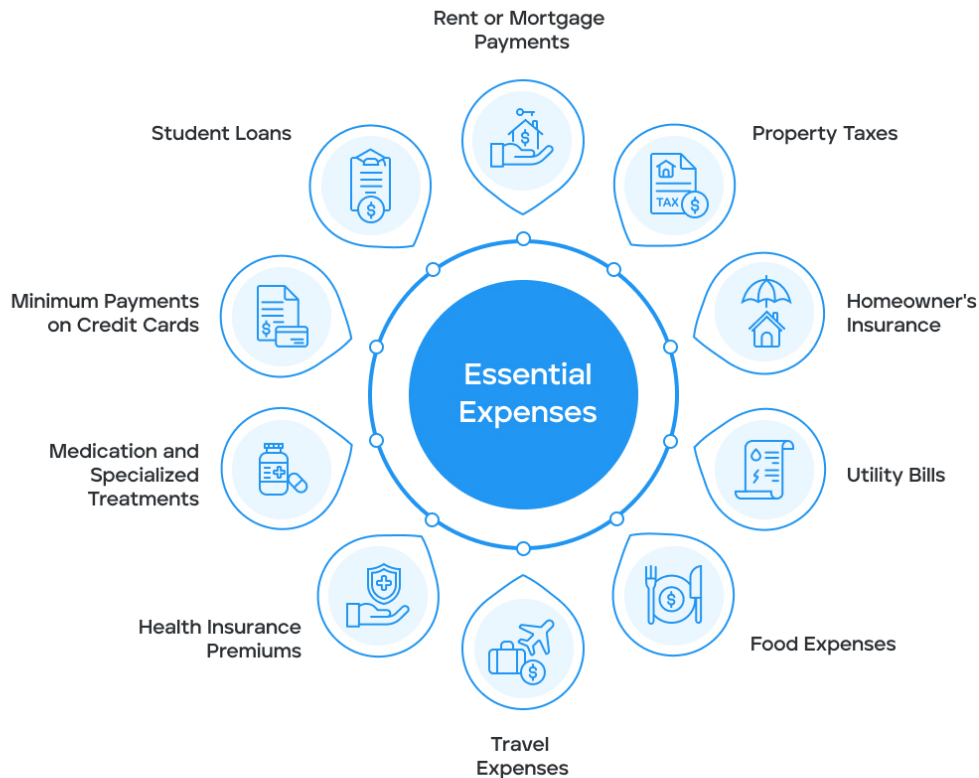 Rent or Mortgage
Payments
Student Loans
Property Taxes
TAX
Minimum Payments
on Credit Cards
Homeowner's
Insurance
Essential
Expenses
Medication and
Specialized
Treatments
Utility Bills
Health Insurance
Premiums
Food Expenses
Travel
Expenses
$
$
$
$
$
$